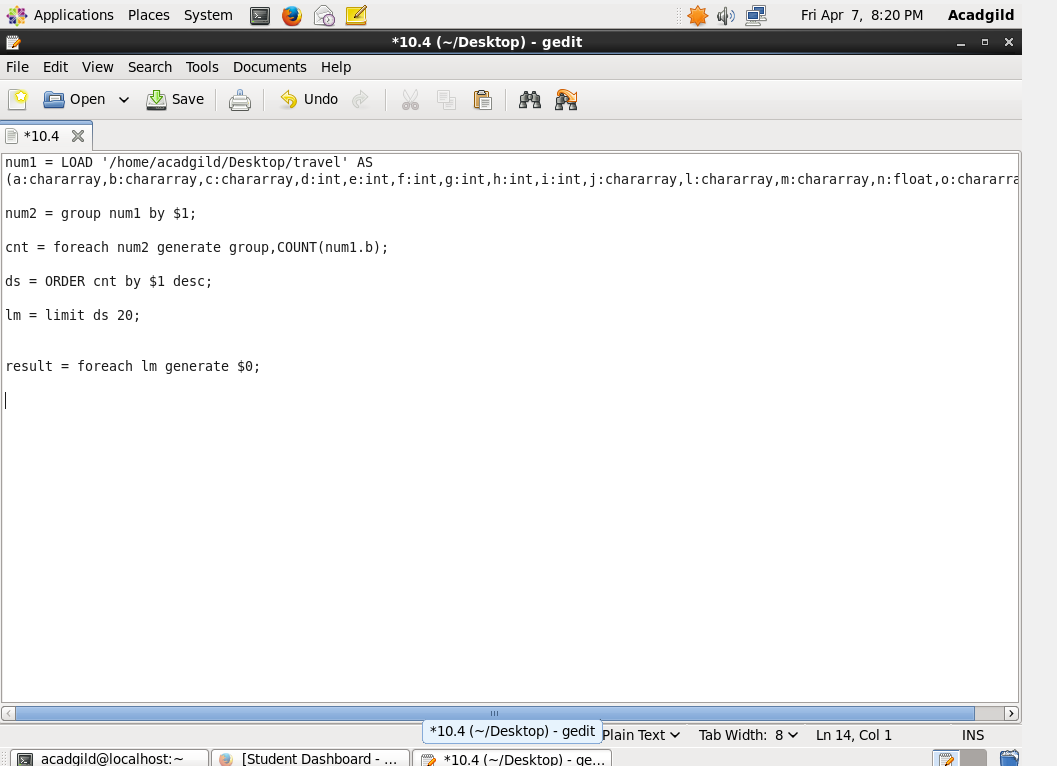 Applications Places System Fri Apr 7, 8:20 PM Acadgild
*10.4 (~/Desktop) - gedit
File Edit View Search Tools Documents Help
Open Save Undo
*10.4
num1 = LOAD '/home/acadgild/Desktop/travel' AS
(a:chararray,b:chararray,c:chararray,d:int,e:int,f:int,g:int,h:int,i:int,j:chararray,l:chararray,m:chararray,n:float,o:chararra
num2 = group num1 by $1;
cnt = foreach num2 generate group,COUNT(num1.b);
ds = ORDER cnt by $1 desc;
lm = limit ds 20;
result = foreach lm generate $0;
*10.4 (~/Desktop) - gedit Plain Text Tab Width: 8 Ln 14, Col 1 INS
acadgild@localhost:~ [Student Dashboard - ... *10.4 (~/Desktop) - ge...